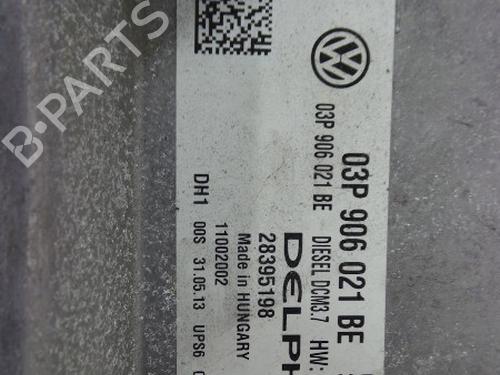 B-PARTS
03P 906 021 BE
03P 906 021 BE
DIESEL DCM3.7 HW:
DELPH
28395198
Made in HUNGARY
11002002
DH1 00S 31.05.13 UPS6